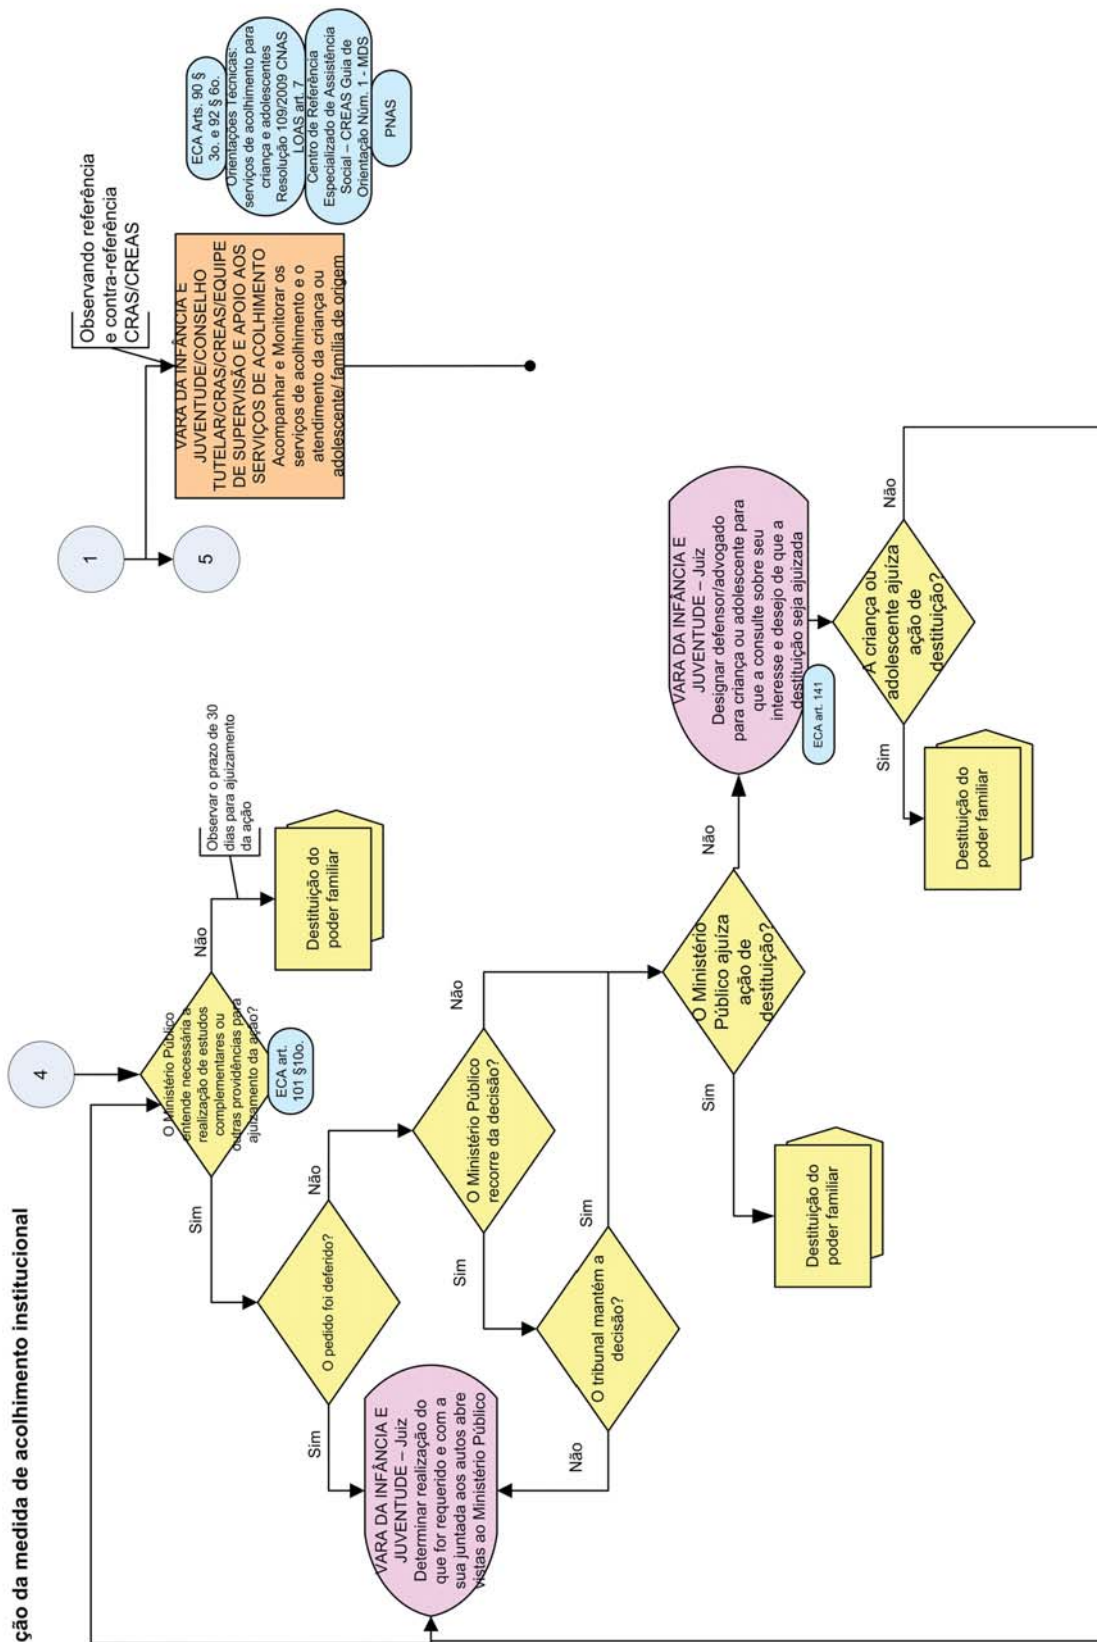 ção da medida de acolhimento institucional
4
O Ministério Público
entende necessária a
realização de estudos
complementares ou
outras providências para
ajuizamento da ação?
ECA art.
101 §10o.
Não
Observar o prazo de 30
dias para ajuizamento
da ação
Destituição do
poder familiar
Sim
O pedido foi deferido?
Sim
Não
VARA DA INFÂNCIA E
JUVENTUDE – Juiz
Determinar realização do
que for requerido e com a
sua juntada aos autos abre
vistas ao Ministério Público
O Ministério Público
recorre da decisão?
Sim
Não
O tribunal mantém a
decisão?
Não
Sim
O Ministério
Público ajuíza
ação de
destituição?
Sim
Não
Destituição do
poder familiar
VARA DA INFÂNCIA E
JUVENTUDE – Juiz
Designar defensor/advogado
para criança ou adolescente para
que a consulte sobre seu
interesse e desejo de que a
destituição seja ajuizada
ECA art. 141
A criança ou
adolescente ajuíza
ação de
destituição?
Sim
Não
Destituição do
poder familiar
1
5
Observando referência
e contra-referência
CRAS/CREAS
VARA DA INFÂNCIA E
JUVENTUDE/CONSELHO
TUTELAR/CRAS/CREAS/EQUIPE
DE SUPERVISÃO E APOIO AOS
SERVIÇOS DE ACOLHIMENTO
Acompanhar e Monitorar os
serviços de acolhimento e o
atendimento da criança ou
adolescente/ família de origem
ECA Arts. 90 §
3o. e 92 § 6o.
Orientações Técnicas:
serviços de acolhimento para
criança e adolescentes
Resolução 109/2009 CNAS
LOAS art. 7
Centro de Referência
Especializado de Assistência
Social – CREAS Guia de
Orientação Núm. 1 - MDS
PNAS